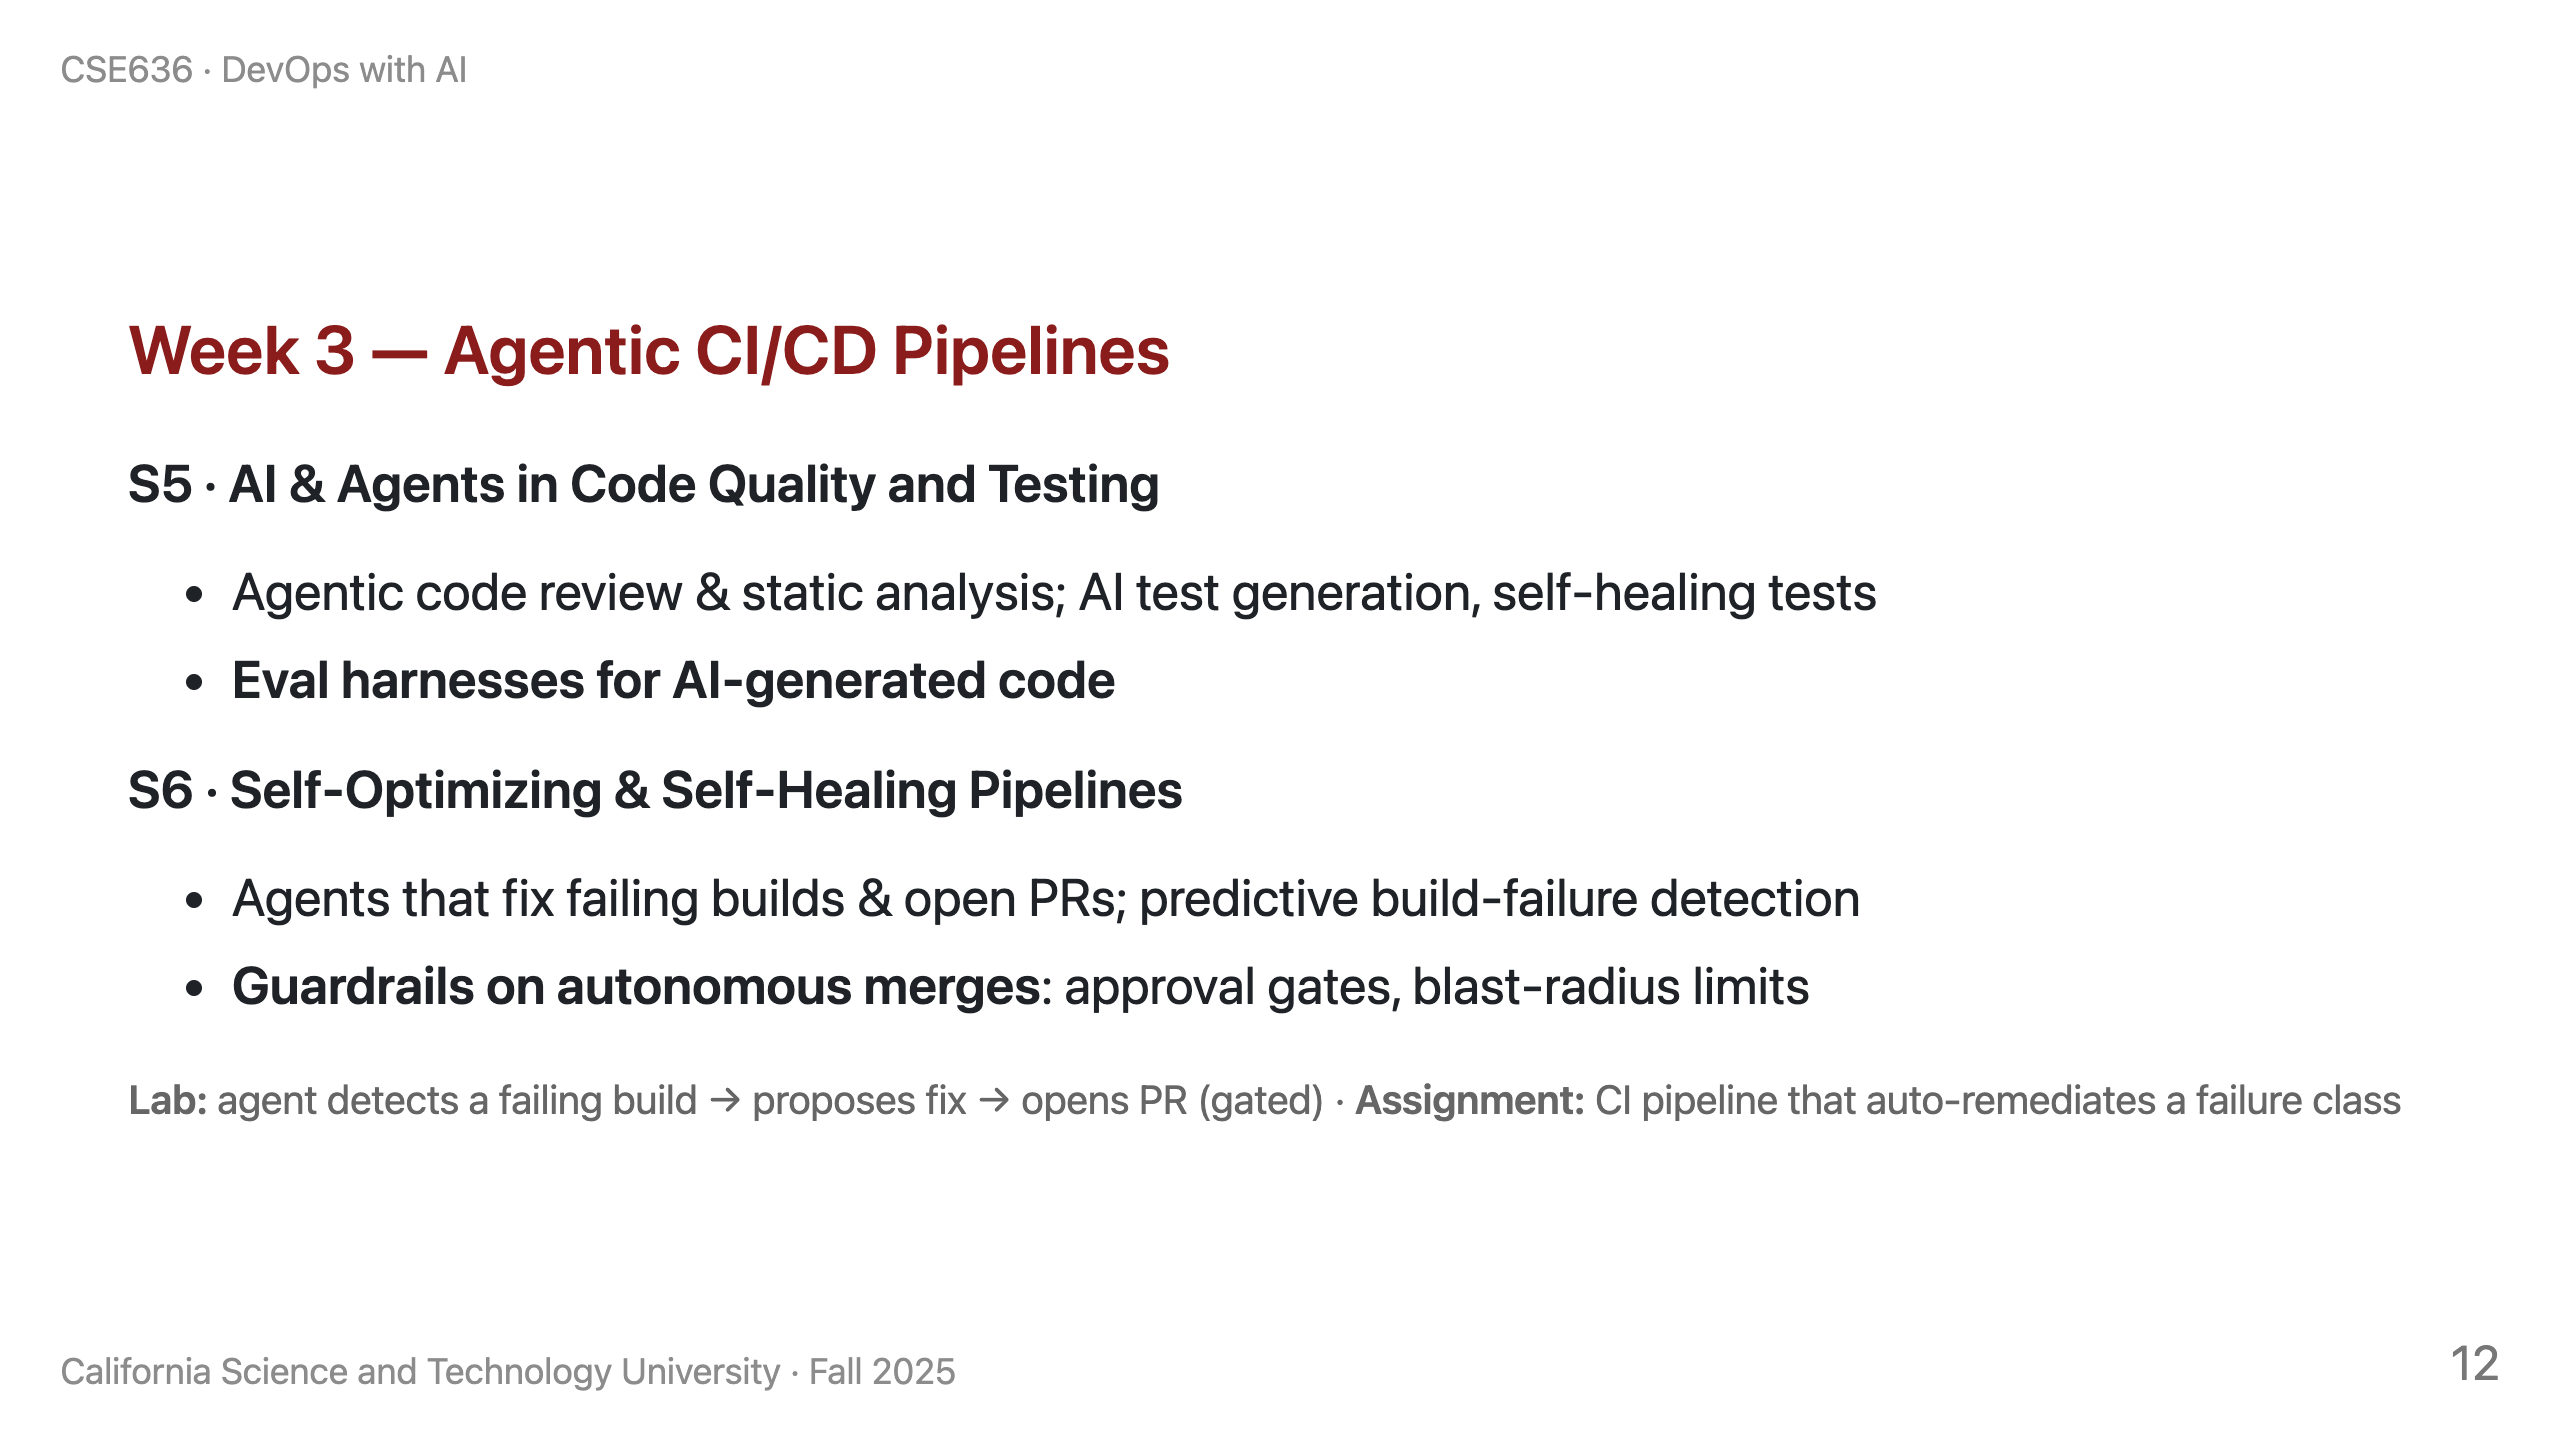 CSE636 · DevOps with AI
Week 3 — Agentic CI/CD Pipelines
S5 · AI & Agents in Code Quality and Testing
• Agentic code review & static analysis; AI test generation, self-healing tests
• Eval harnesses for AI-generated code
S6 · Self-Optimizing & Self-Healing Pipelines
• Agents that fix failing builds & open PRs; predictive build-failure detection
• Guardrails on autonomous merges: approval gates, blast-radius limits
Lab: agent detects a failing build → proposes fix → opens PR (gated) · Assignment: CI pipeline that auto-remediates a failure class
California Science and Technology University · Fall 2025
12